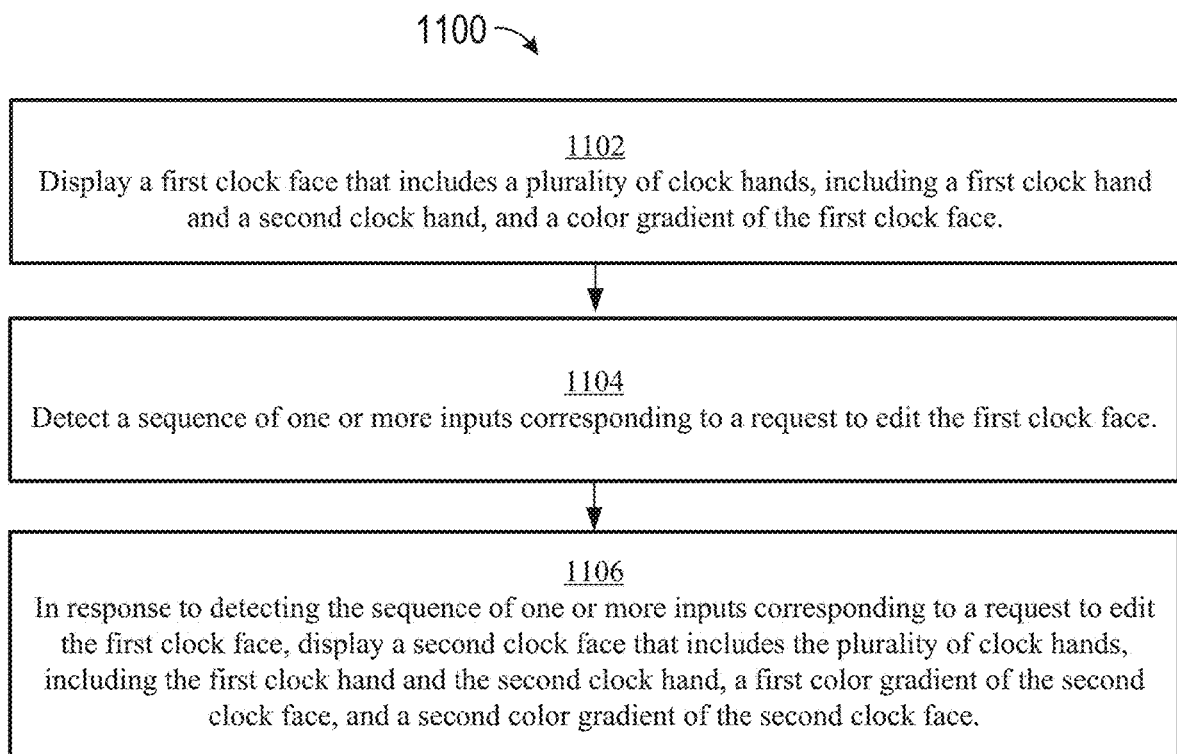 1100
1102
Display a first clock face that includes a plurality of clock hands, including a first clock hand
and a second clock hand, and a color gradient of the first clock face.
1104
Detect a sequence of one or more inputs corresponding to a request to edit the first clock face.
1106
In response to detecting the sequence of one or more inputs corresponding to a request to edit
the first clock face, display a second clock face that includes the plurality of clock hands,
including the first clock hand and the second clock hand, a first color gradient of the second
clock face, and a second color gradient of the second clock face.